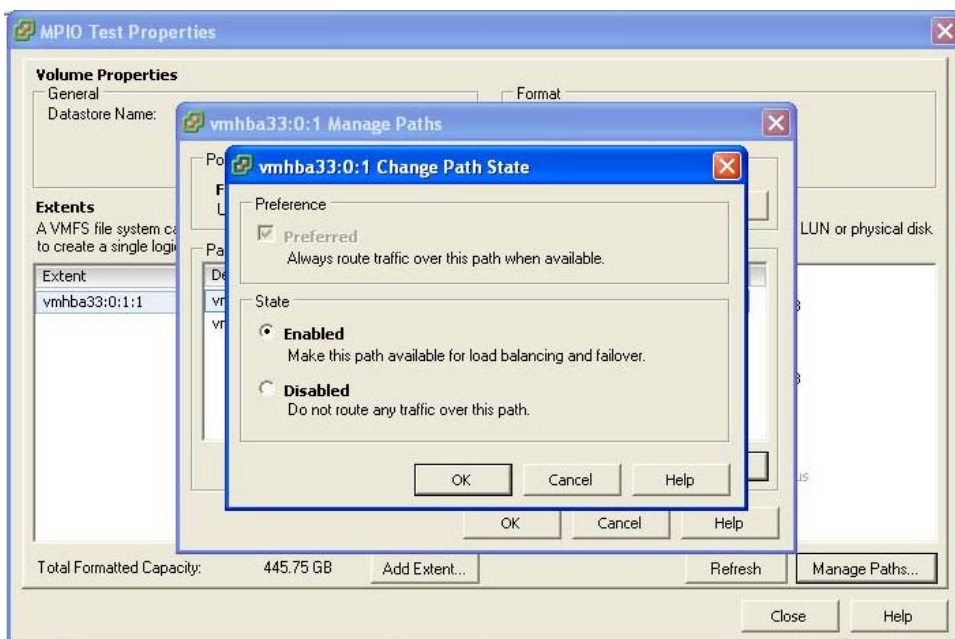 MPIO Test Properties
Volume Properties
General
Format
Datastore Name:
vmhba33:0:1 Manage Paths
vmhba33:0:1 Change Path State
Preference
Preferred
Always route traffic over this path when available.
Extents
A VMFS file system
LUN or physical disk
to create a single
Extent
vmhba33:0:1:1
State
Enabled
Make this path available for load balancing and failover.
Disabled
Do not route any traffic over this path.
OK
Cancel
Help
OK
Cancel
Help
Total Formatted Capacity:
445.75 GB
Add Extent...
Refresh
Manage Paths...
Close
Help